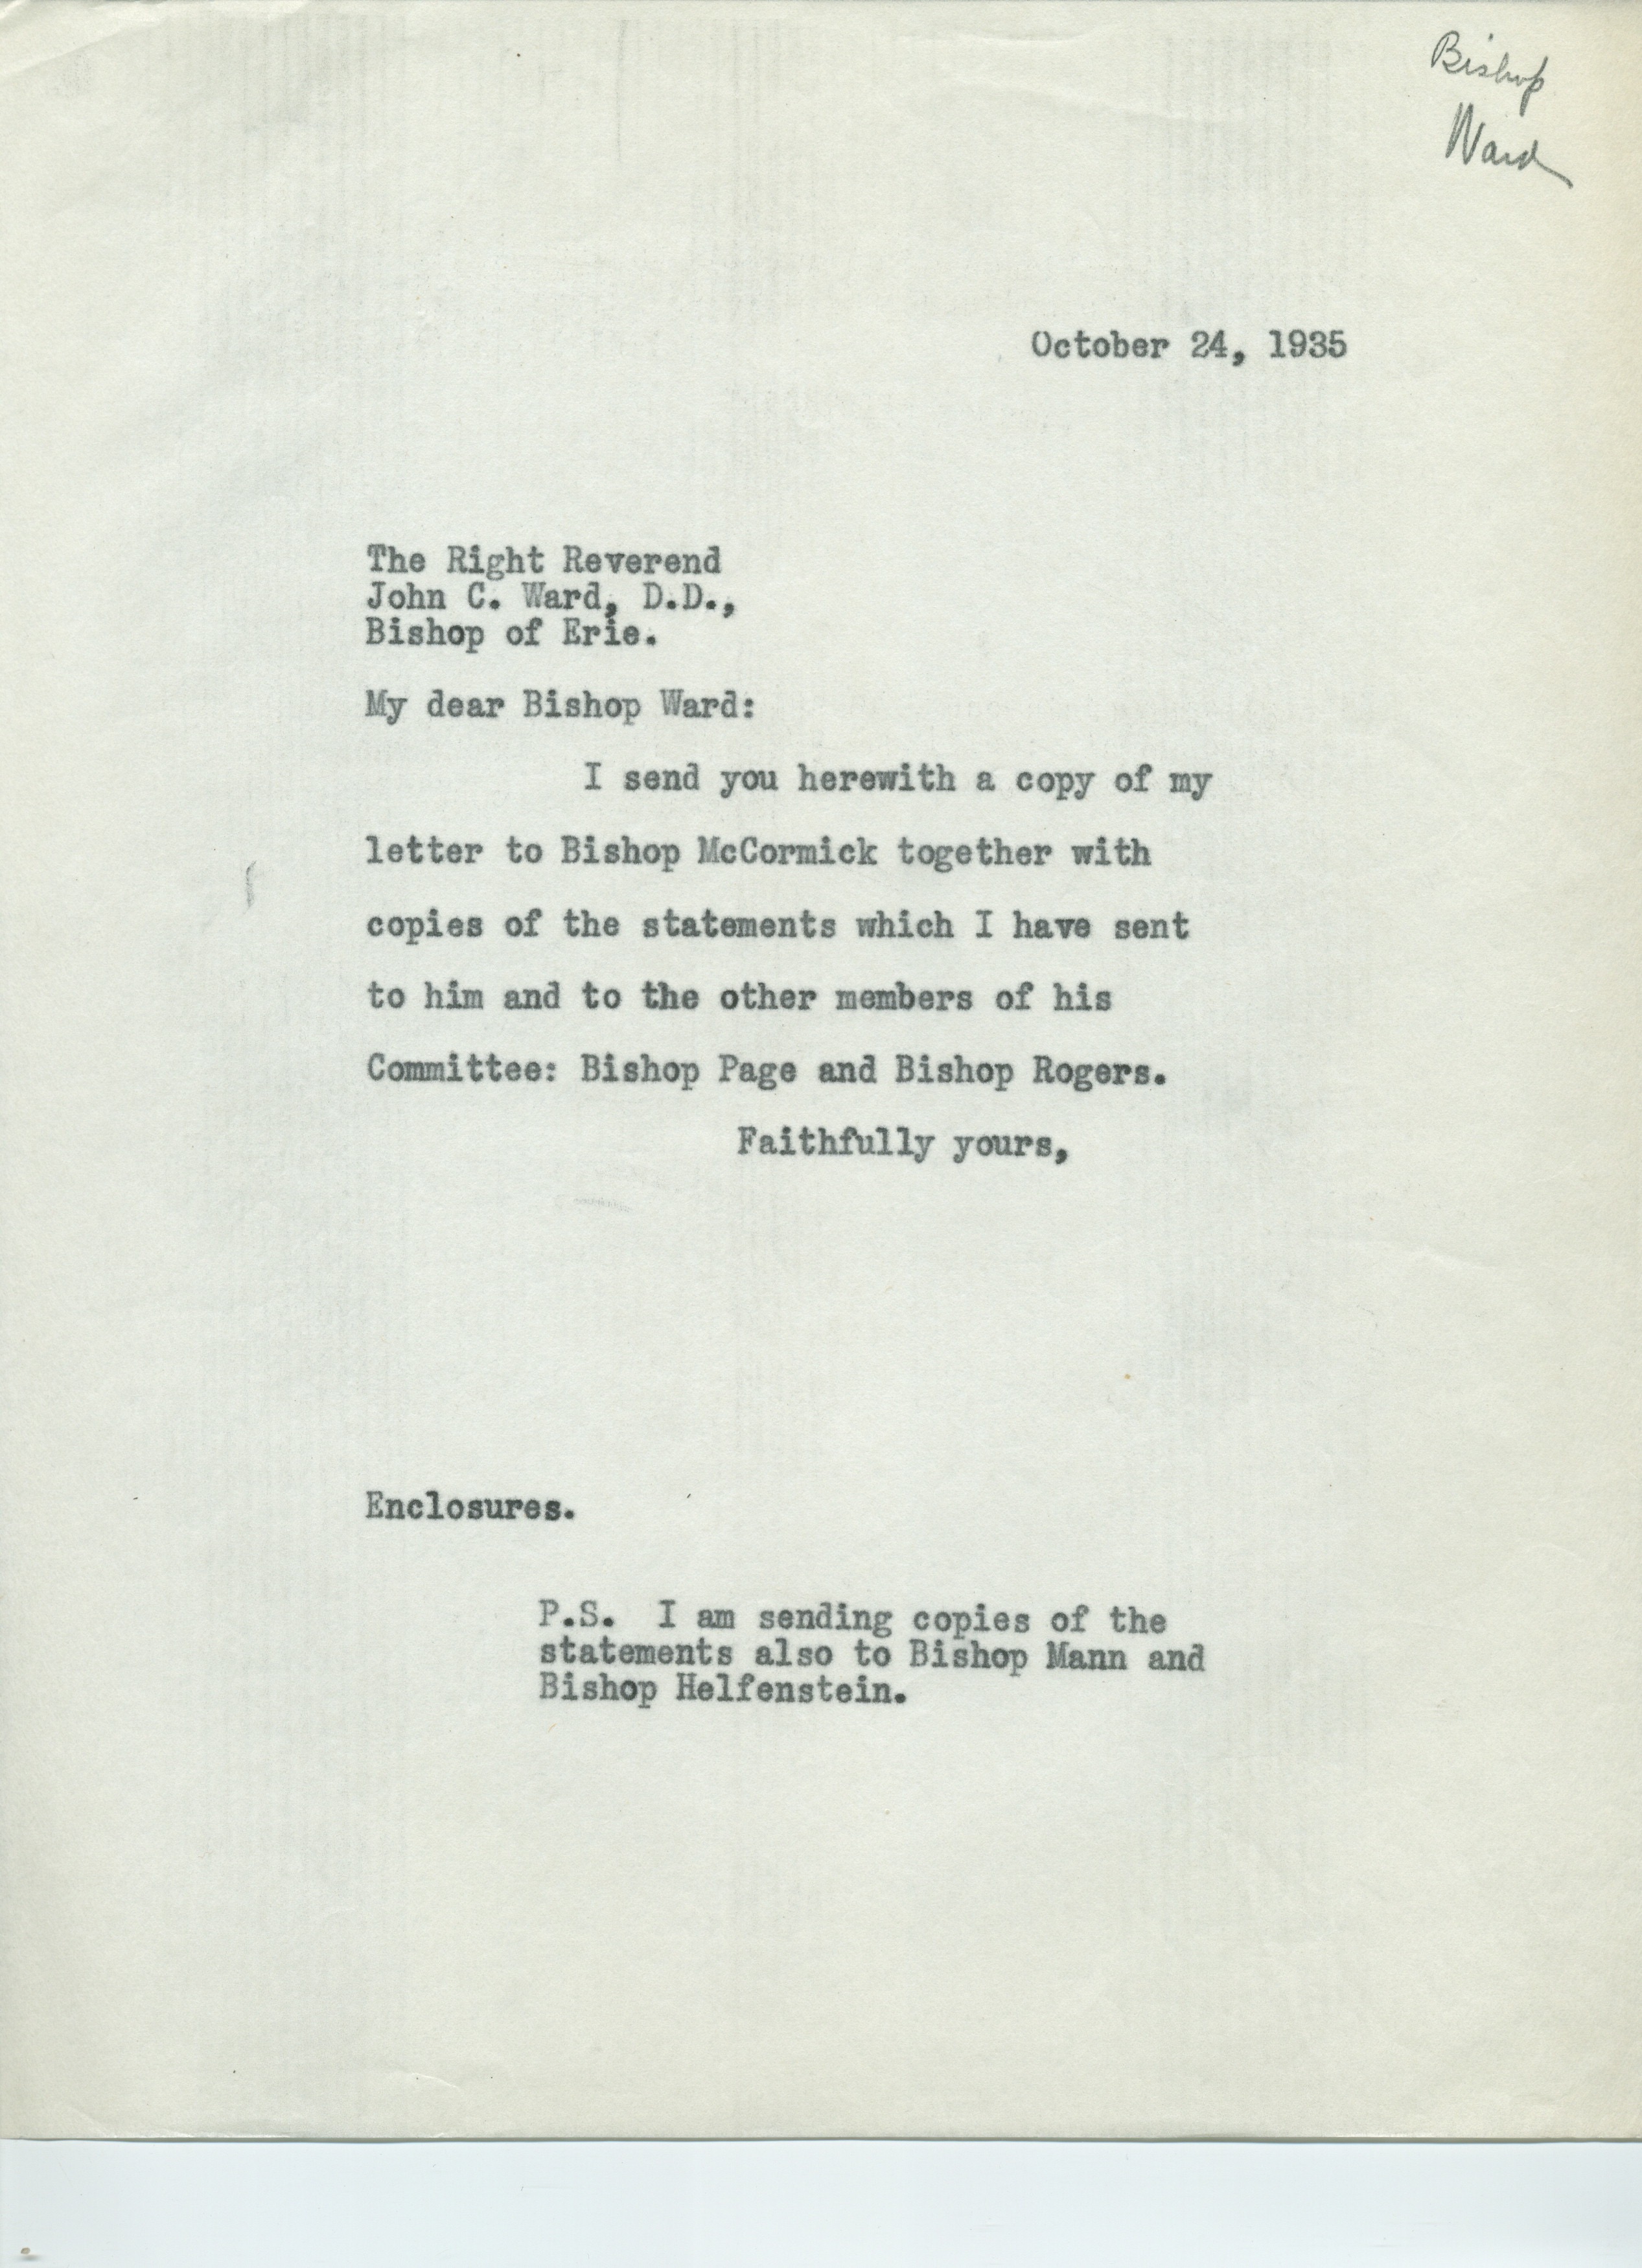 Bishop
Ward
October 24, 1935
The Right Reverend
John C. Ward, D.D.,
Bishop of Erie.
My dear Bishop Ward:
I send you herewith a copy of my
letter to Bishop McCormick together with
copies of the statements which I have sent
to him and to the other members of his
Committee: Bishop Page and Bishop Rogers.
Faithfully yours,
Enclosures.
P.S. I am sending copies of the
statements also to Bishop Mann and
Bishop Helfenstein.